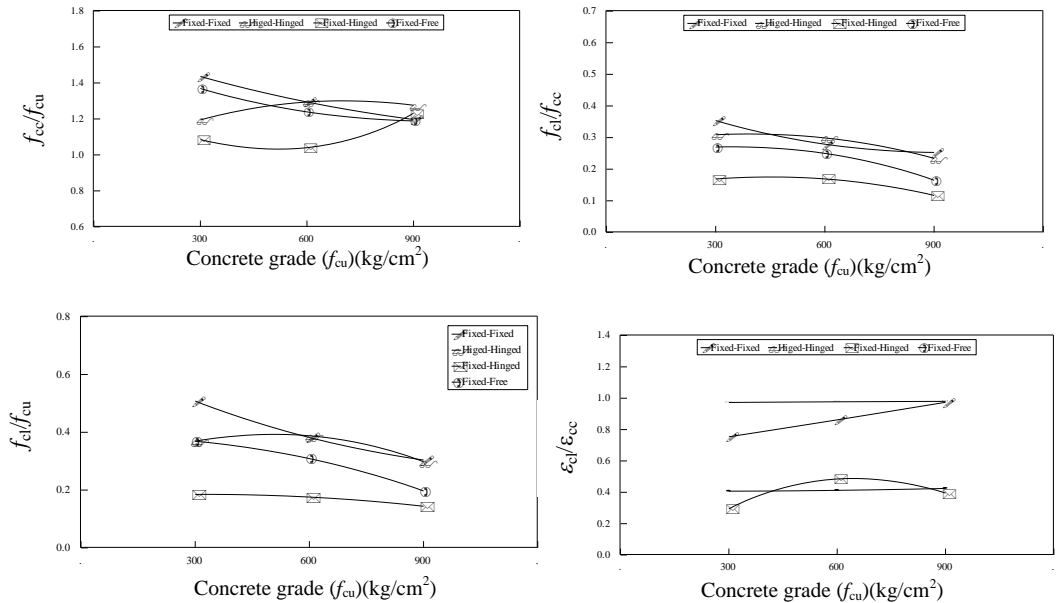 Fixed-Fixed Higed-Hinged Fixed-Hinged Fixed-Free
1.8
1.6
1.4
1.2
1.0
0.8
0.6
fcc/fcu
. 300 600 900 .
Concrete grade (fcu)(kg/cm2)
Fixed-Fixed Higed-Hinged Fixed-Hinged Fixed-Free
0.7
0.6
0.5
0.4
0.3
0.2
0.1
0.0
fcl/fcc
. 300 600 900 .
Concrete grade (fcu)(kg/cm2)
Fixed-Fixed
Higed-Hinged
Fixed-Hinged
Fixed-Free
0.8
0.6
0.4
0.2
0.0
fcl/fcu
. 300 600 900 .
Concrete grade (fcu)(kg/cm2)
Fixed-Fixed Higed-Hinged Fixed-Hinged Fixed-Free
1.4
1.2
1.0
0.8
0.6
0.4
0.2
0.0
εcl/εcc
. 300 600 900 .
Concrete grade (fcu)(kg/cm2)